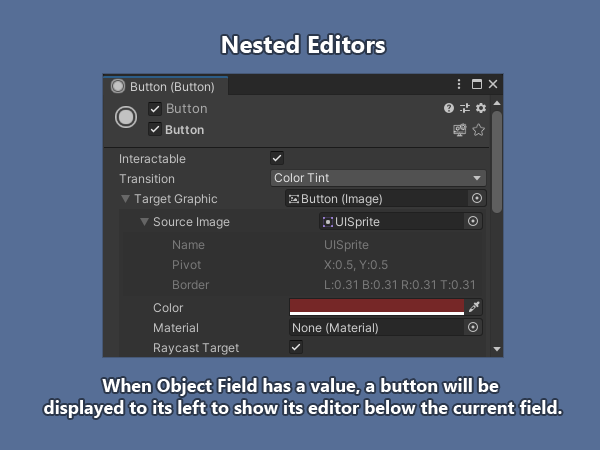 Nested Editors
Button (Button)
Button
Button
Interactable
Transition Color Tint
Target Graphic Button (Image)
Source Image UISprite
Name UISprite
Pivot X:0.5, Y:0.5
Border L:0.31 B:0.31 R:0.31 T:0.31
Color
Material None (Material)
Raycast Target
When Object Field has a value, a button will be
displayed to its left to show its editor below the current field.